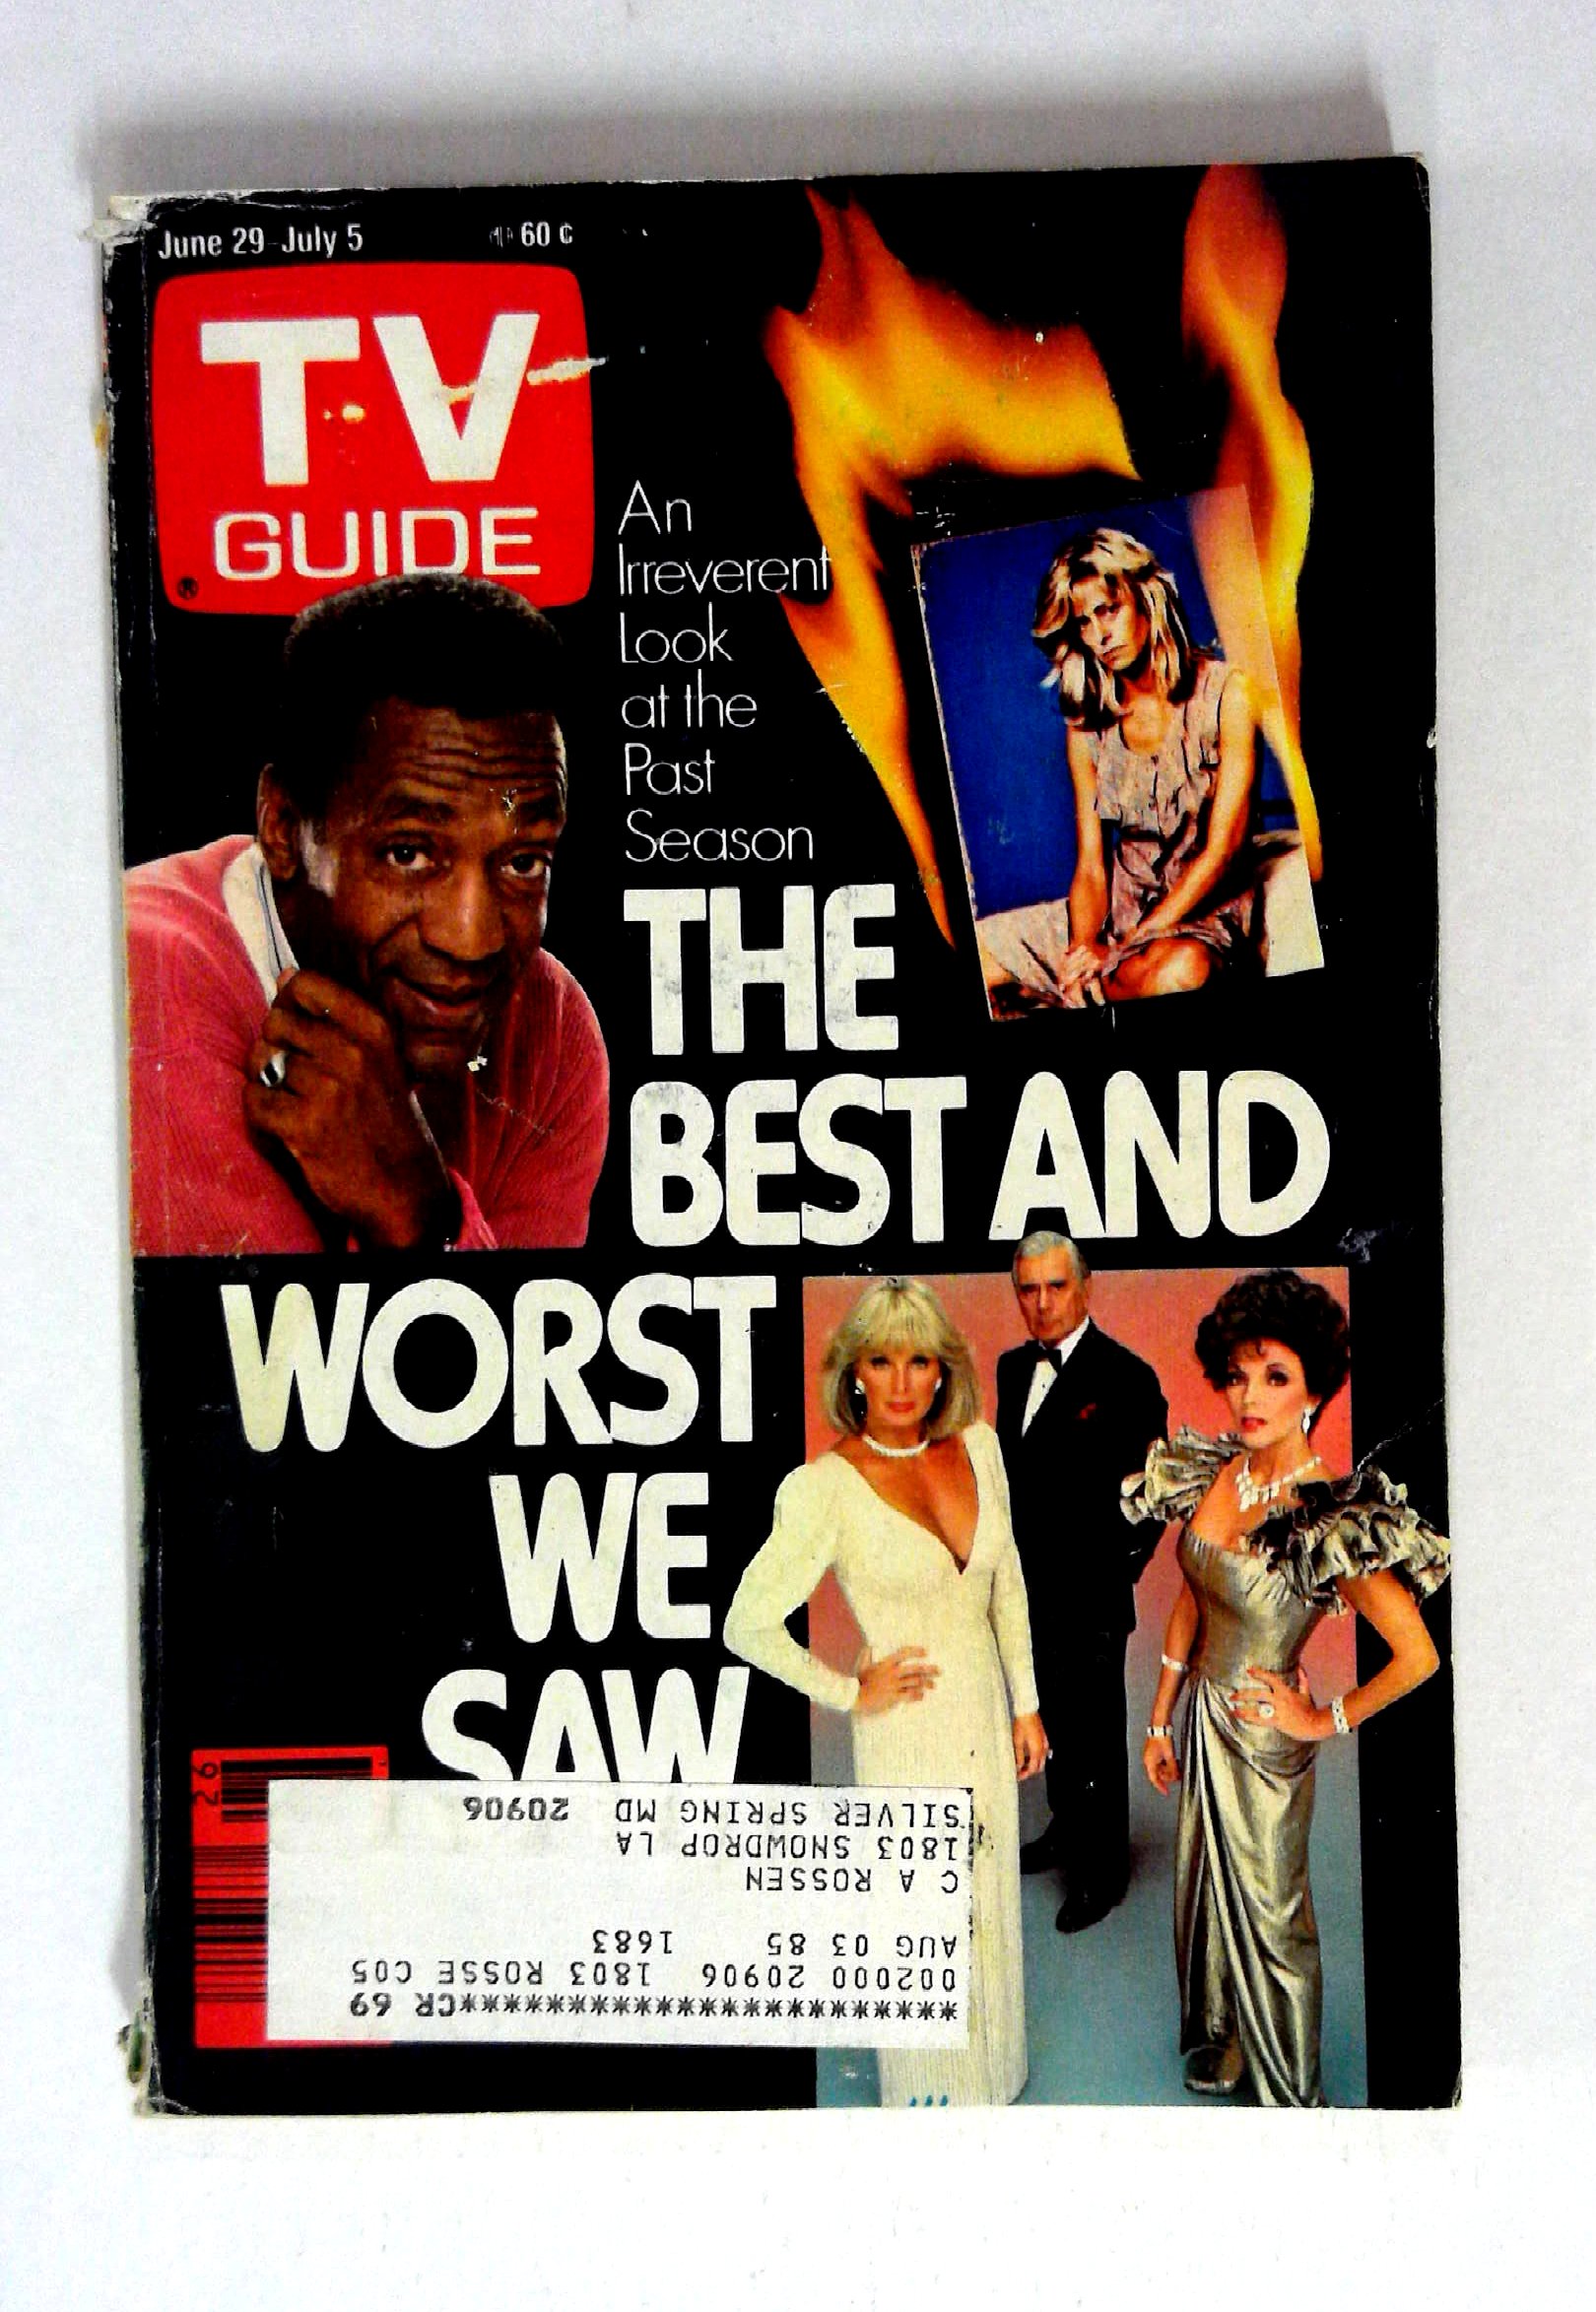 June 29-July 5
60 ¢
TV
GUIDE
®
An
Irreverent
Look
at the
Past
Season
THE
BEST AND
WORST
WE
SAW
26
***********************CR 69
002000 20906 1803 ROSSE C05
AUG 03 85 1683
C A ROSSEN
1803 SNOWDROP LA
SILVER SPRING MD 20906